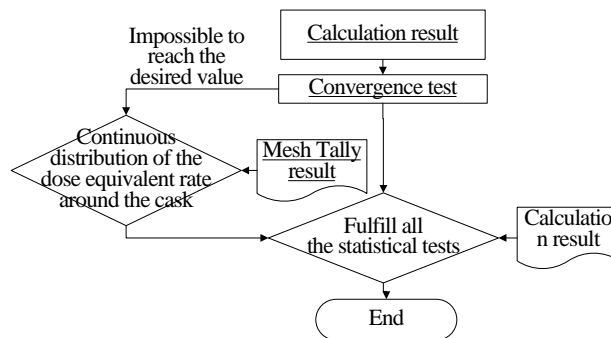 Calculation result
Impossible to
reach the
desired value
Convergence test
Continuous
distribution of the
dose equivalent rate
around the cask
Mesh Tally
result
Fulfill all
the statistical tests
Calculatio
n result
End